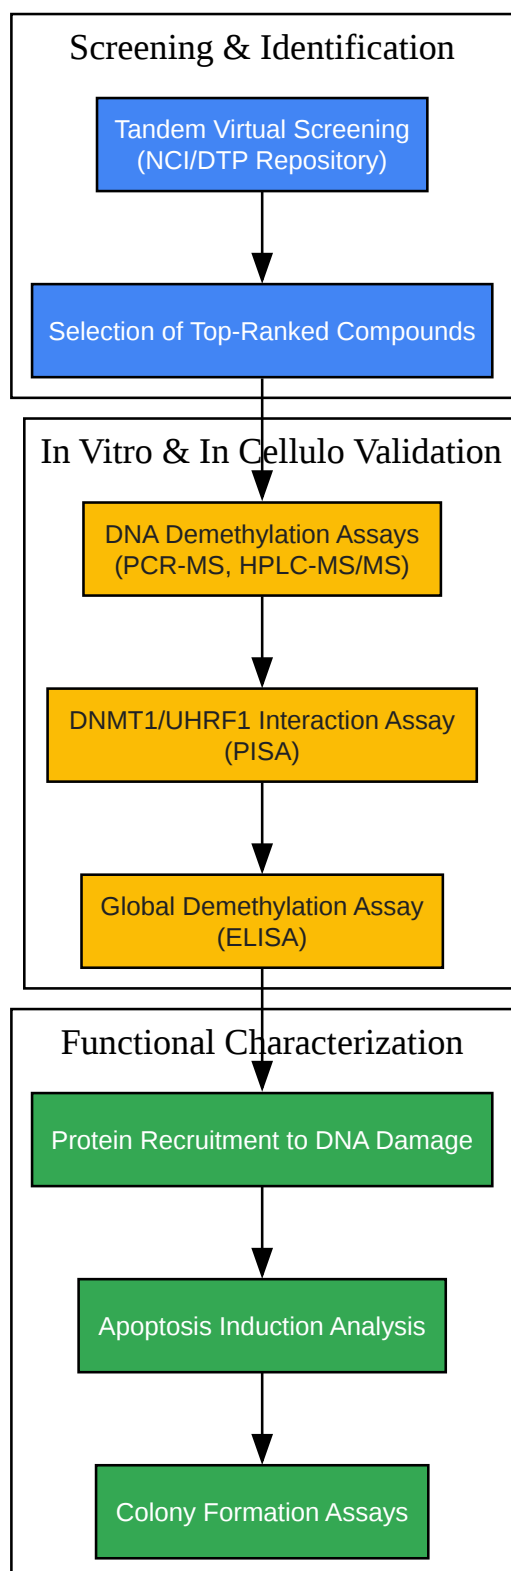 Screening & Identification
Tandem Virtual Screening
(NCI/DTP Repository)
Selection of Top-Ranked Compounds
In Vitro & In Cellulo Validation
DNA Demethylation Assays
(PCR-MS, HPLC-MS/MS)
DNMT1/UHRF1 Interaction Assay
(PISA)
Global Demethylation Assay
(ELISA)
Functional Characterization
Protein Recruitment to DNA Damage
Apoptosis Induction Analysis
Colony Formation Assays